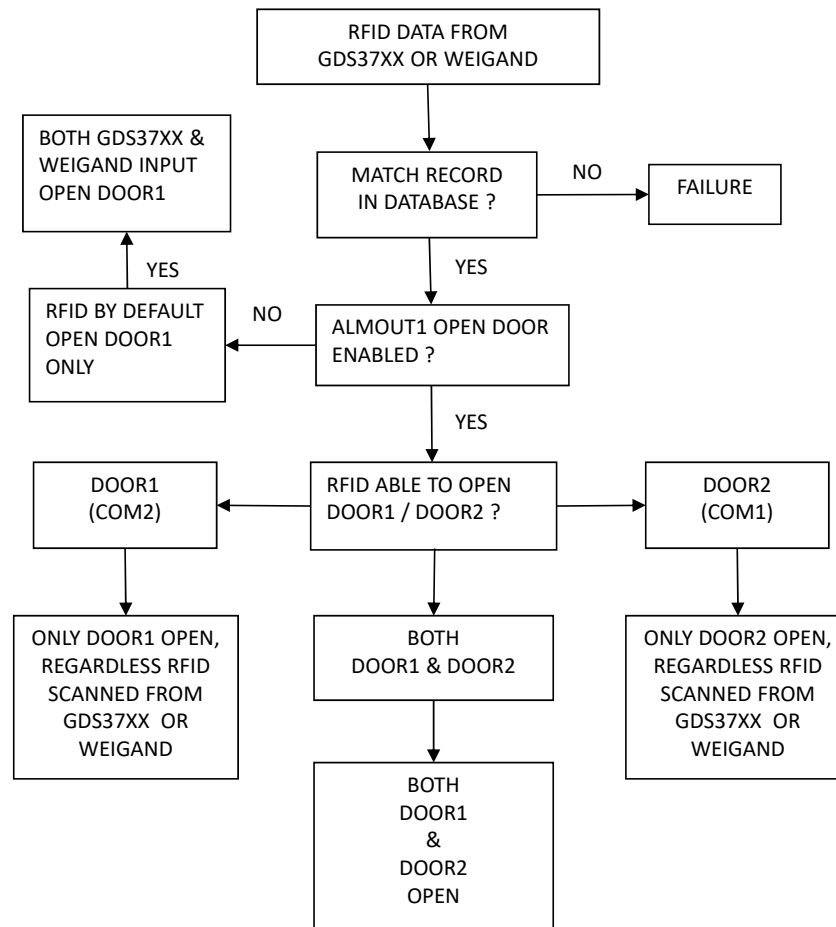 RFID DATA FROM
GDS37XX OR WEIGAND
BOTH GDS37XX &
WEIGAND INPUT
OPEN DOOR1
MATCH RECORD
IN DATABASE ?
NO
FAILURE
YES
YES
RFID BY DEFAULT
OPEN DOOR1
ONLY
NO
ALMOUT1 OPEN DOOR
ENABLED ?
YES
DOOR1
(COM2)
RFID ABLE TO OPEN
DOOR1 / DOOR2 ?
DOOR2
(COM1)
ONLY DOOR1 OPEN,
REGARDLESS RFID
SCANNED FROM
GDS37XX OR
WEIGAND
BOTH
DOOR1 & DOOR2
ONLY DOOR2 OPEN,
REGARDLESS RFID
SCANNED FROM
GDS37XX OR
WEIGAND
BOTH
DOOR1
&
DOOR2
OPEN